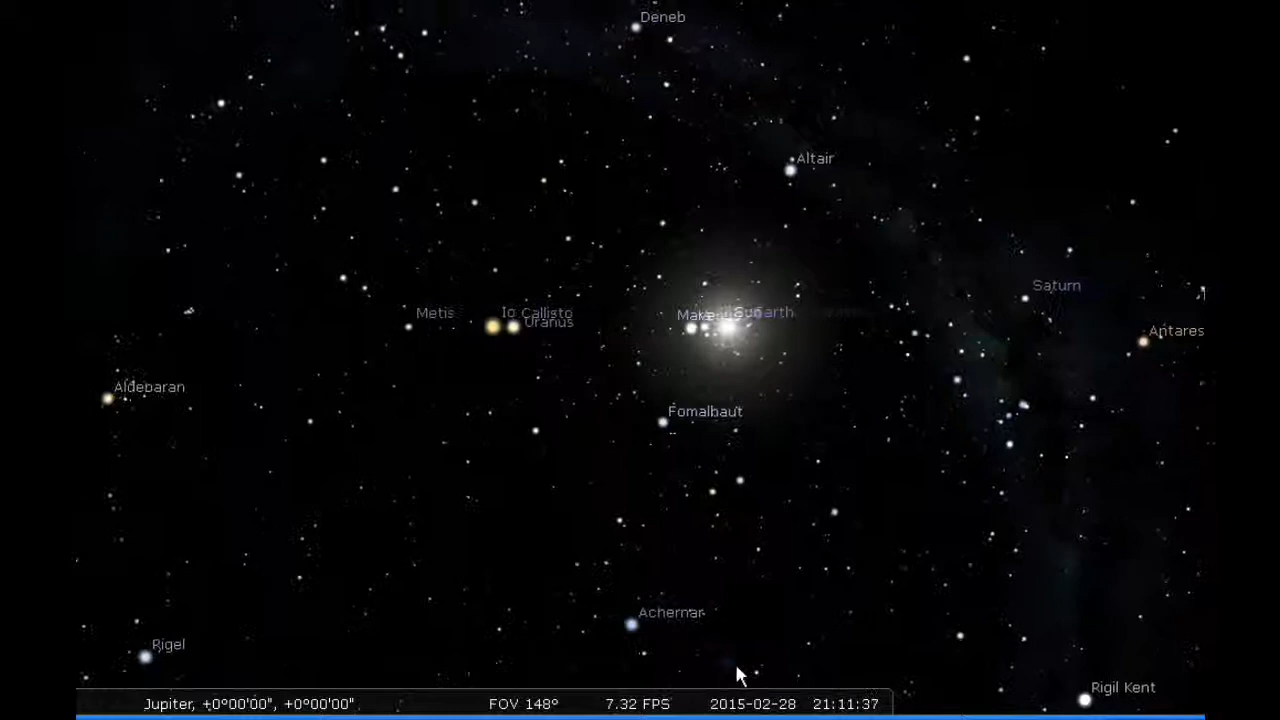 Deneb
Altair
Saturn
Metis
Io Callisto
Uranus
Antares
Aldebaran
Fomalhaut
Achernar
Rigel
Rigil Kent
Jupiter, +0°00'00", +0°00'00"
FOV 148°
7.32 FPS
2015-02-28
21:11:37